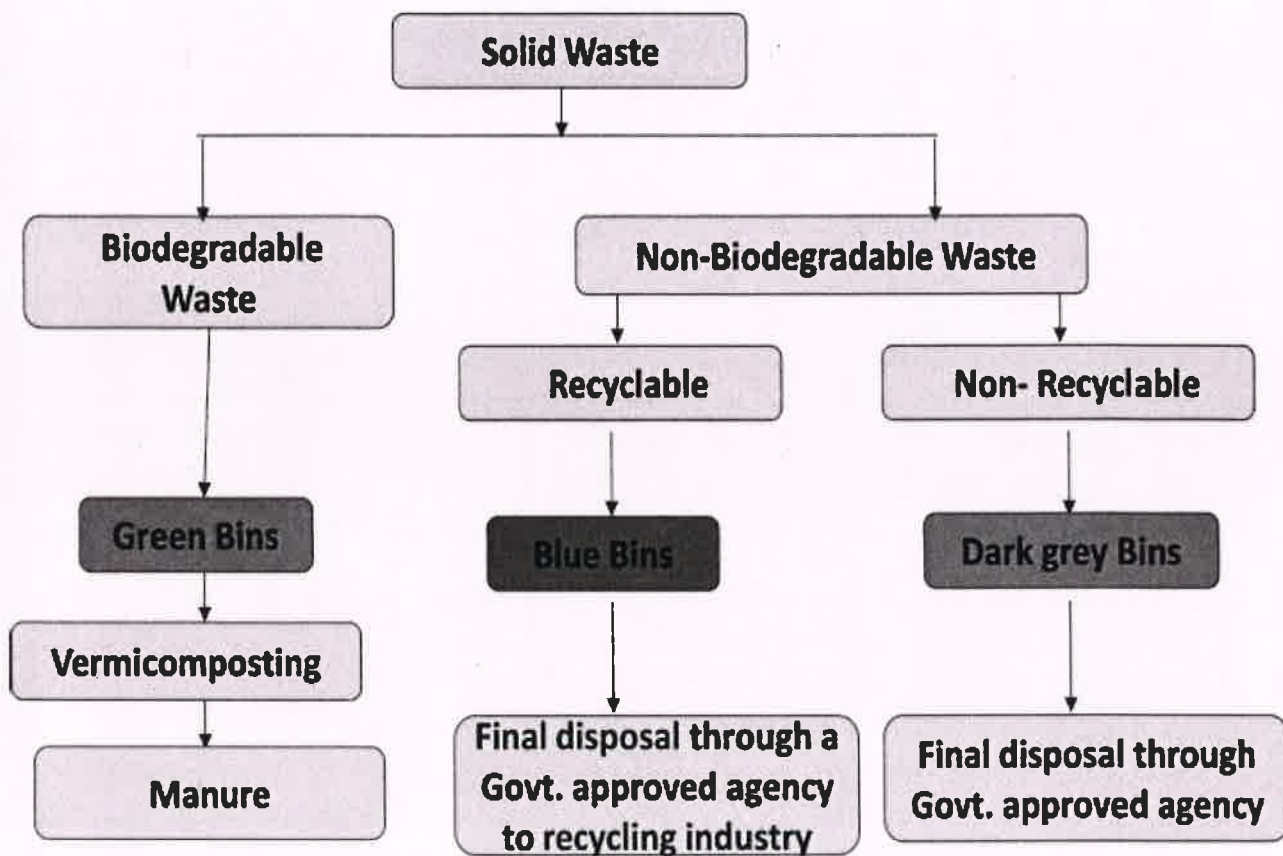 Solid Waste
Biodegradable
Waste
Non-Biodegradable Waste
Recyclable
Non- Recyclable
Green Bins
Blue Bins
Dark grey Bins
Vermicomposting
Manure
Final disposal through a
Govt. approved agency
to recycling industry
Final disposal through
Govt. approved agency